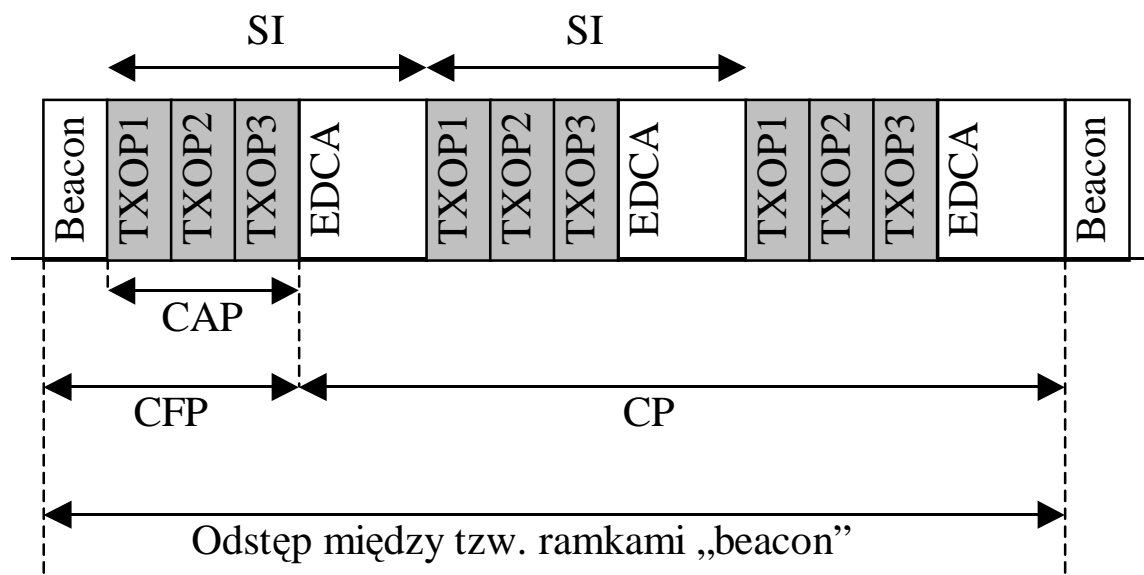 SI SI
Beacon TXOP1 TXOP2 TXOP3 EDCA TXOP1 TXOP2 TXOP3 EDCA TXOP1 TXOP2 TXOP3 EDCA Beacon
CAP
CFP CP
Odstęp między tzw. ramkami „beacon”